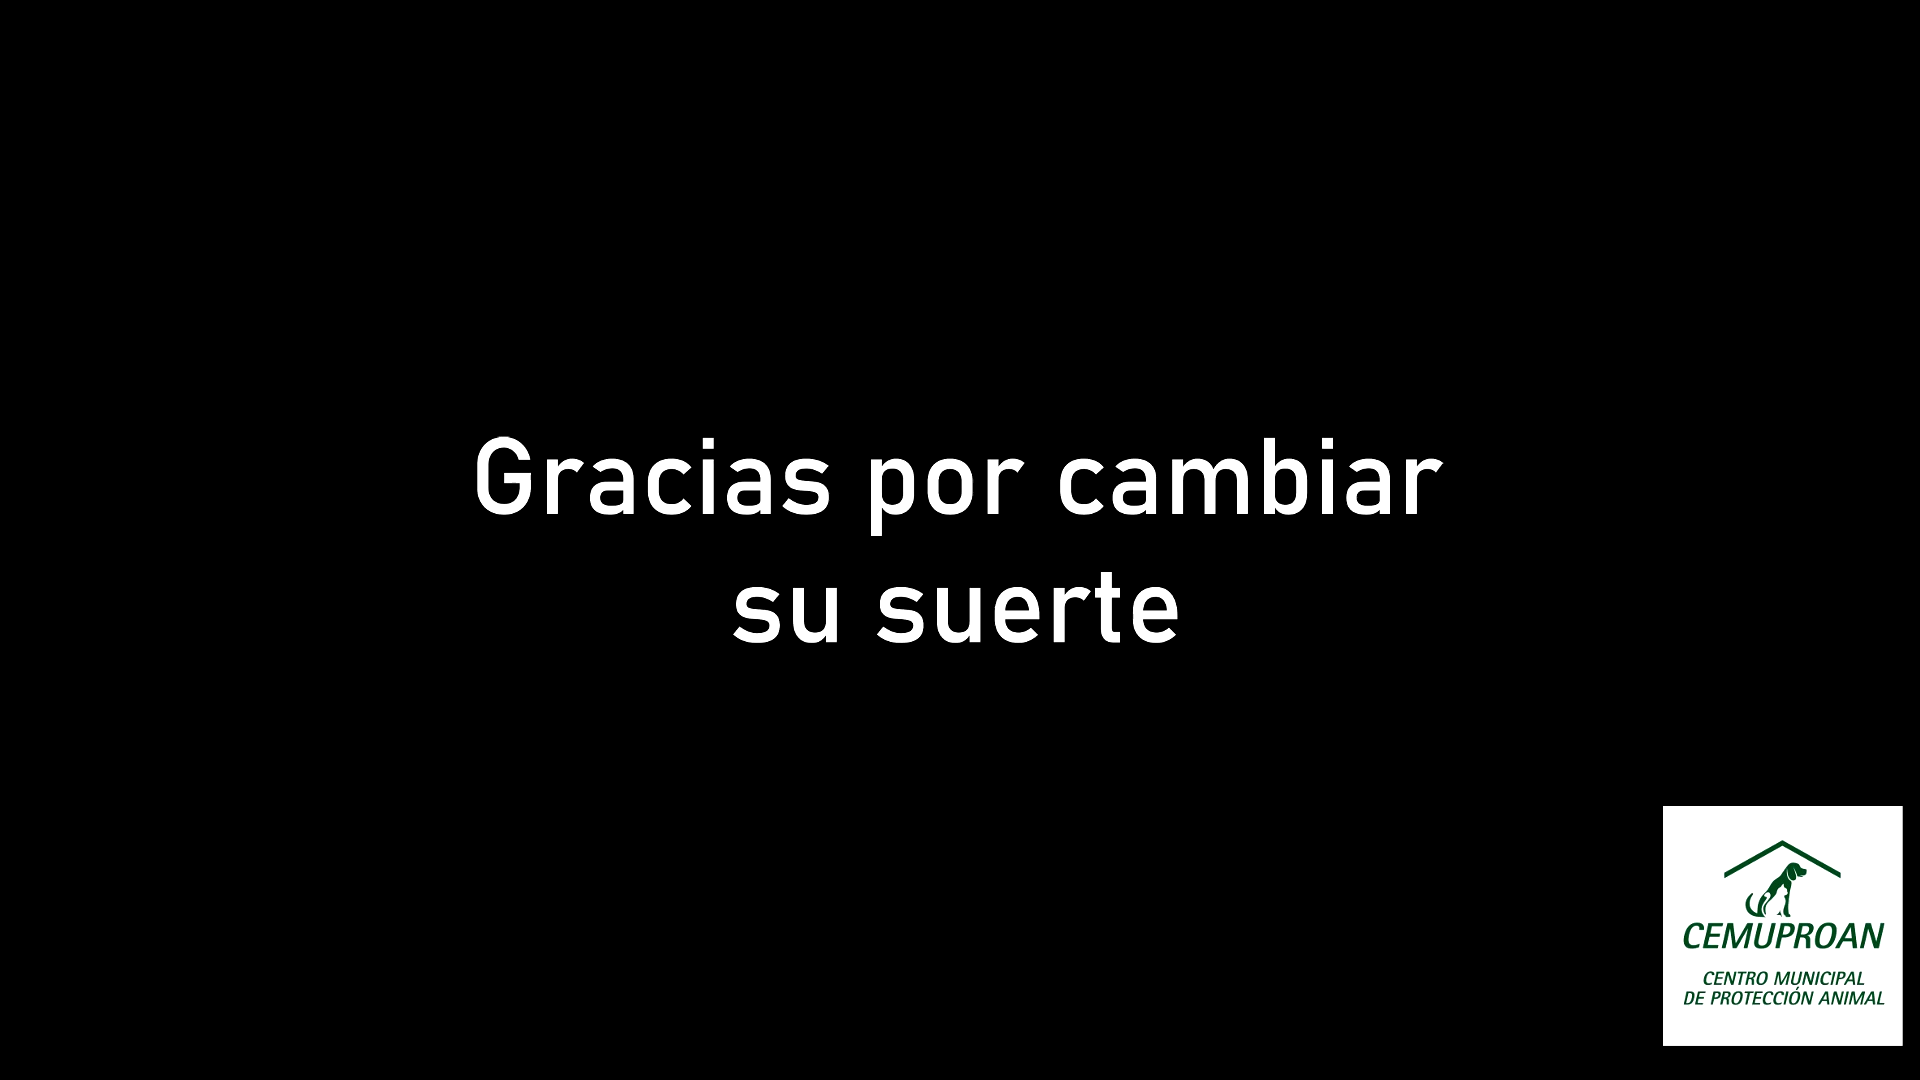 Gracias por cambiar
su suerte
CEMUPROAN
CENTRO MUNICIPAL
DE PROTECCIÓN ANIMAL